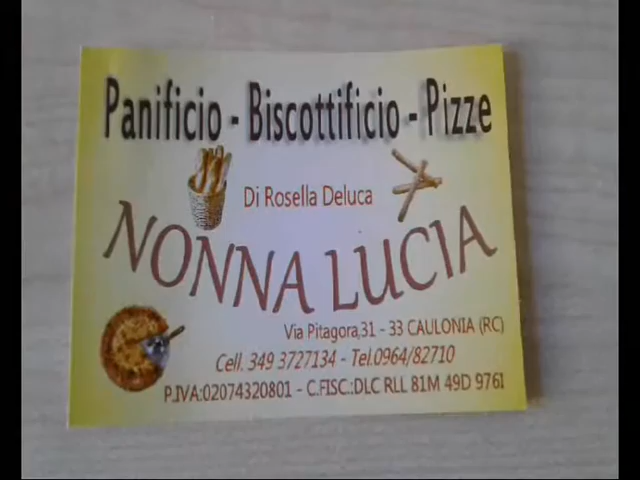 Panificio - Biscottificio - Pizze
Di Rosella Deluca
NONNA LUCIA
Via Pitagora,31 - 33 CAULONIA (RC)
Cell. 349 3727134 - Tel.0964/82710
P.IVA:02074320801 - C.FISC.:DLC RLL 81M 49D 976I